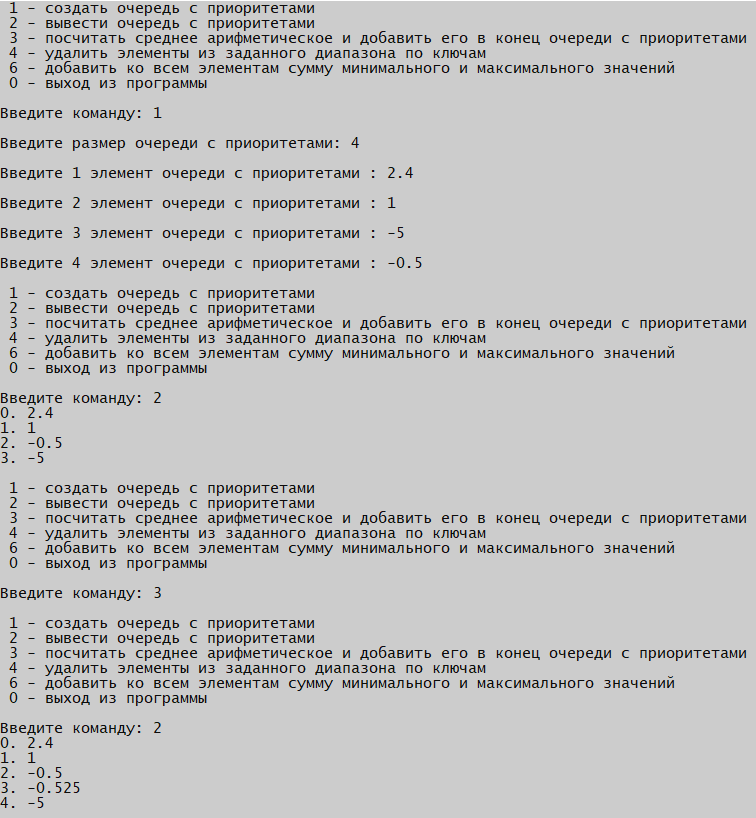 1 - создать очередь с приоритетами
2 - вывести очередь с приоритетами
3 - посчитать среднее арифметическое и добавить его в конец очереди с приоритетами
4 - удалить элементы из заданного диапазона по ключам
6 - добавить ко всем элементам сумму минимального и максимального значений
0 - выход из программы
Введите команду: 1
Введите размер очереди с приоритетами: 4
Введите 1 элемент очереди с приоритетами : 2.4
Введите 2 элемент очереди с приоритетами : 1
Введите 3 элемент очереди с приоритетами : -5
Введите 4 элемент очереди с приоритетами : -0.5
1 - создать очередь с приоритетами
2 - вывести очередь с приоритетами
3 - посчитать среднее арифметическое и добавить его в конец очереди с приоритетами
4 - удалить элементы из заданного диапазона по ключам
6 - добавить ко всем элементам сумму минимального и максимального значений
0 - выход из программы
Введите команду: 2
0. 2.4
1. 1
2. -0.5
3. -5
1 - создать очередь с приоритетами
2 - вывести очередь с приоритетами
3 - посчитать среднее арифметическое и добавить его в конец очереди с приоритетами
4 - удалить элементы из заданного диапазона по ключам
6 - добавить ко всем элементам сумму минимального и максимального значений
0 - выход из программы
Введите команду: 3
1 - создать очередь с приоритетами
2 - вывести очередь с приоритетами
3 - посчитать среднее арифметическое и добавить его в конец очереди с приоритетами
4 - удалить элементы из заданного диапазона по ключам
6 - добавить ко всем элементам сумму минимального и максимального значений
0 - выход из программы
Введите команду: 2
0. 2.4
1. 1
2. -0.5
3. -0.525
4. -5